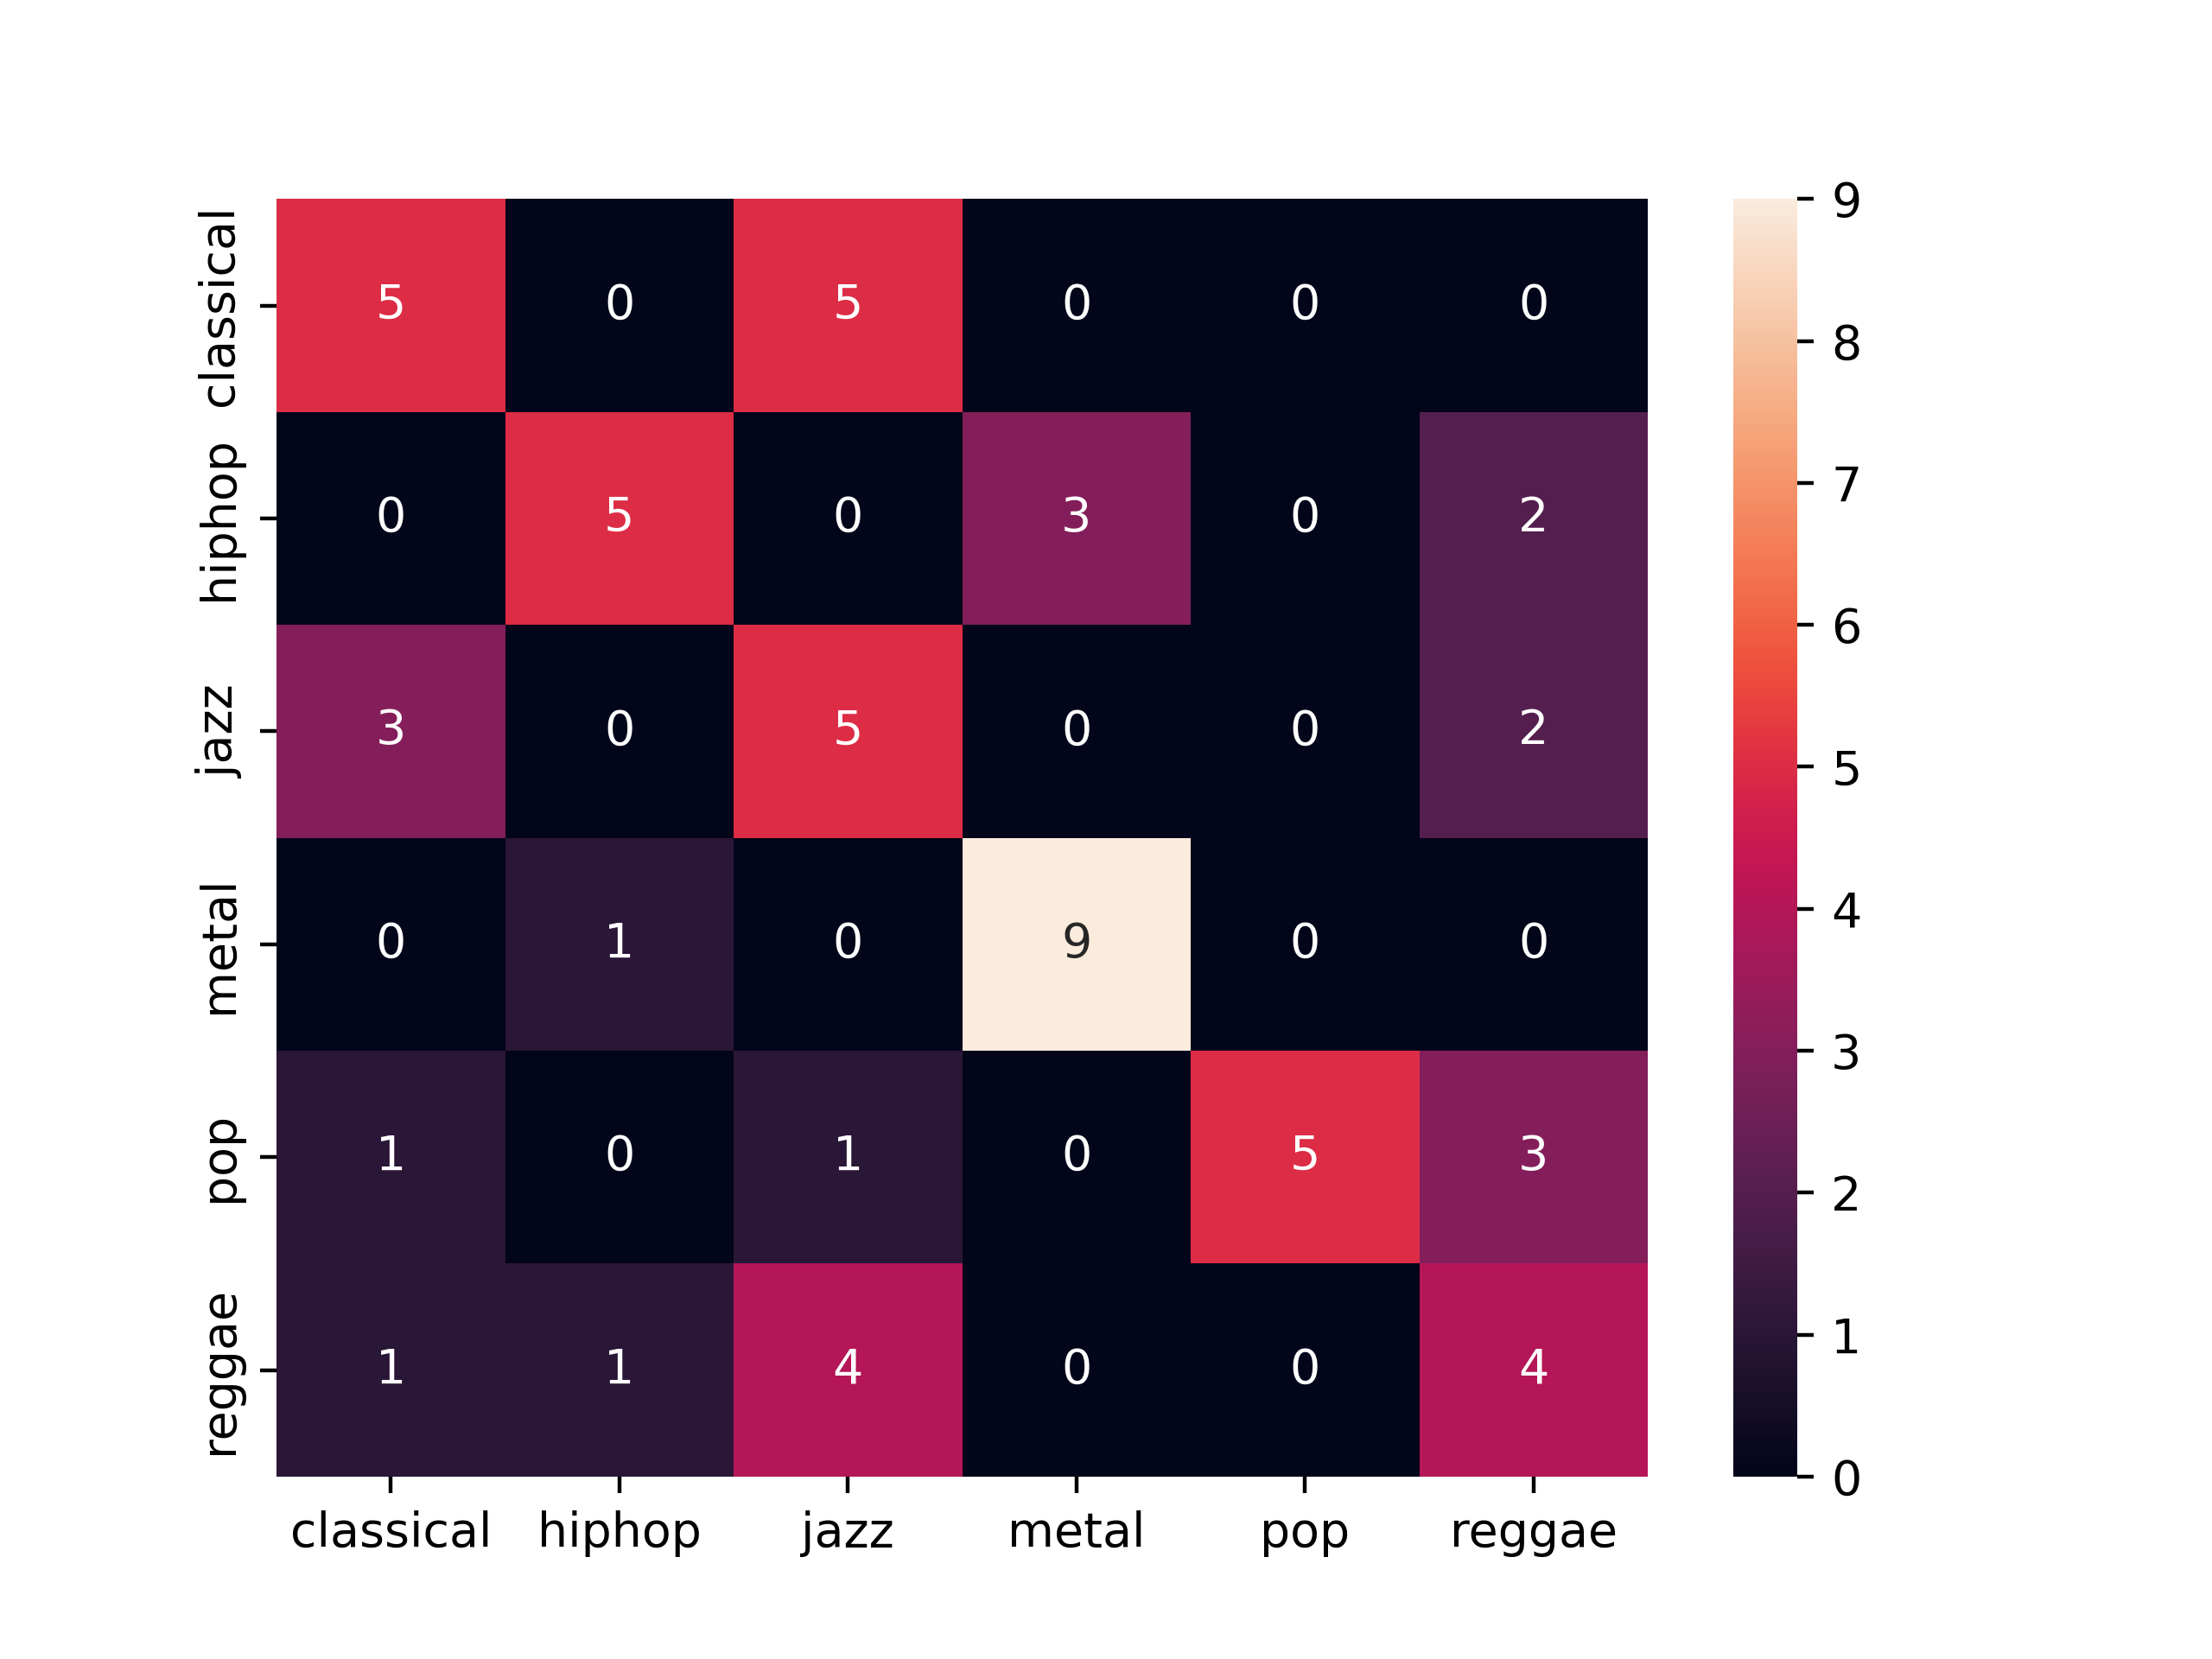 classical 5 0 5 0 0 0
hiphop 0 5 0 3 0 2
jazz 3 0 5 0 0 2
metal 0 1 0 9 0 0
pop 1 0 1 0 5 3
reggae 1 1 4 0 0 4
classical hiphop jazz metal pop reggae
9
8
7
6
5
4
3
2
1
0